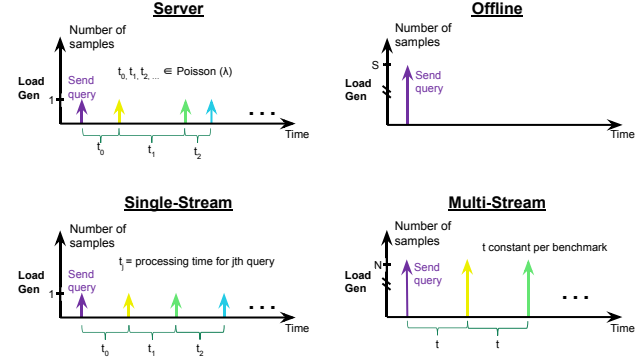 Server
Number of
samples
t0, t1, t2, ... ∈ Poisson (λ)
Load
Gen
1
Send
query
...
Time
t0
t1
t2
Offline
Number of
samples
S
Load
Gen
Send
query
Time
Single-Stream
Number of
samples
tj = processing time for jth query
Load
Gen
1
Send
query
...
Time
t0
t1
t2
Multi-Stream
Number of
samples
t constant per benchmark
N
Load
Gen
Send
query
...
Time
t
t